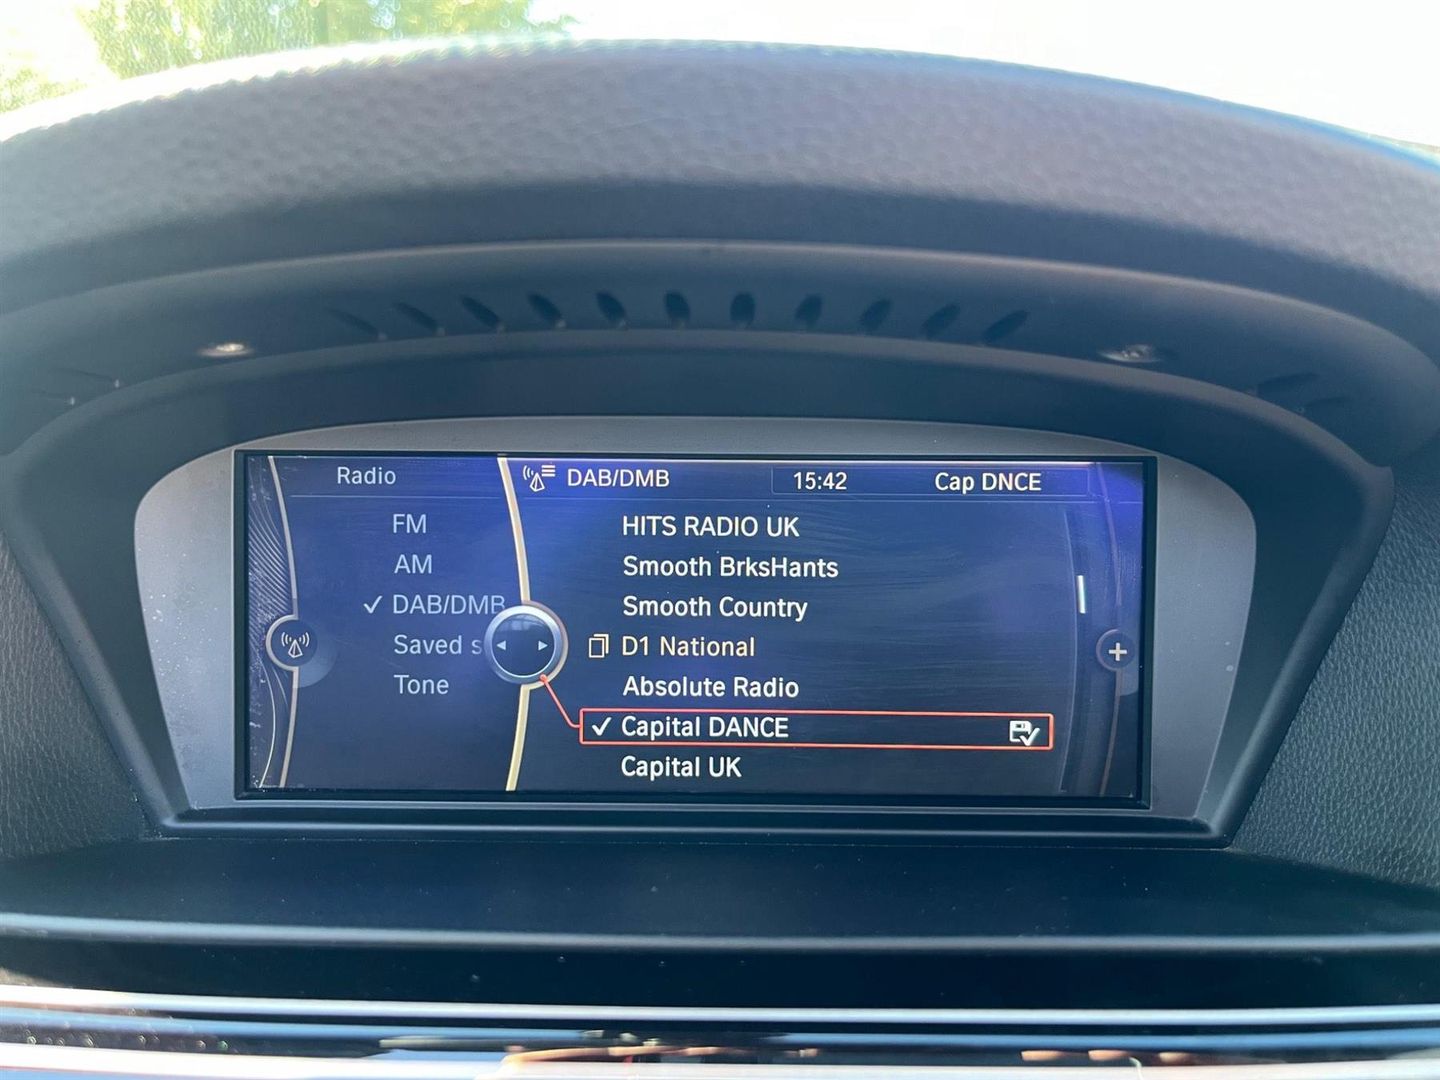 Radio
FM
AM
DAB/DMB
Saved s
Tone
DAB/DMB 15:42 Cap DNCE
HITS RADIO UK
Smooth BrksHants
Smooth Country
D1 National
Absolute Radio
Capital DANCE
Capital UK